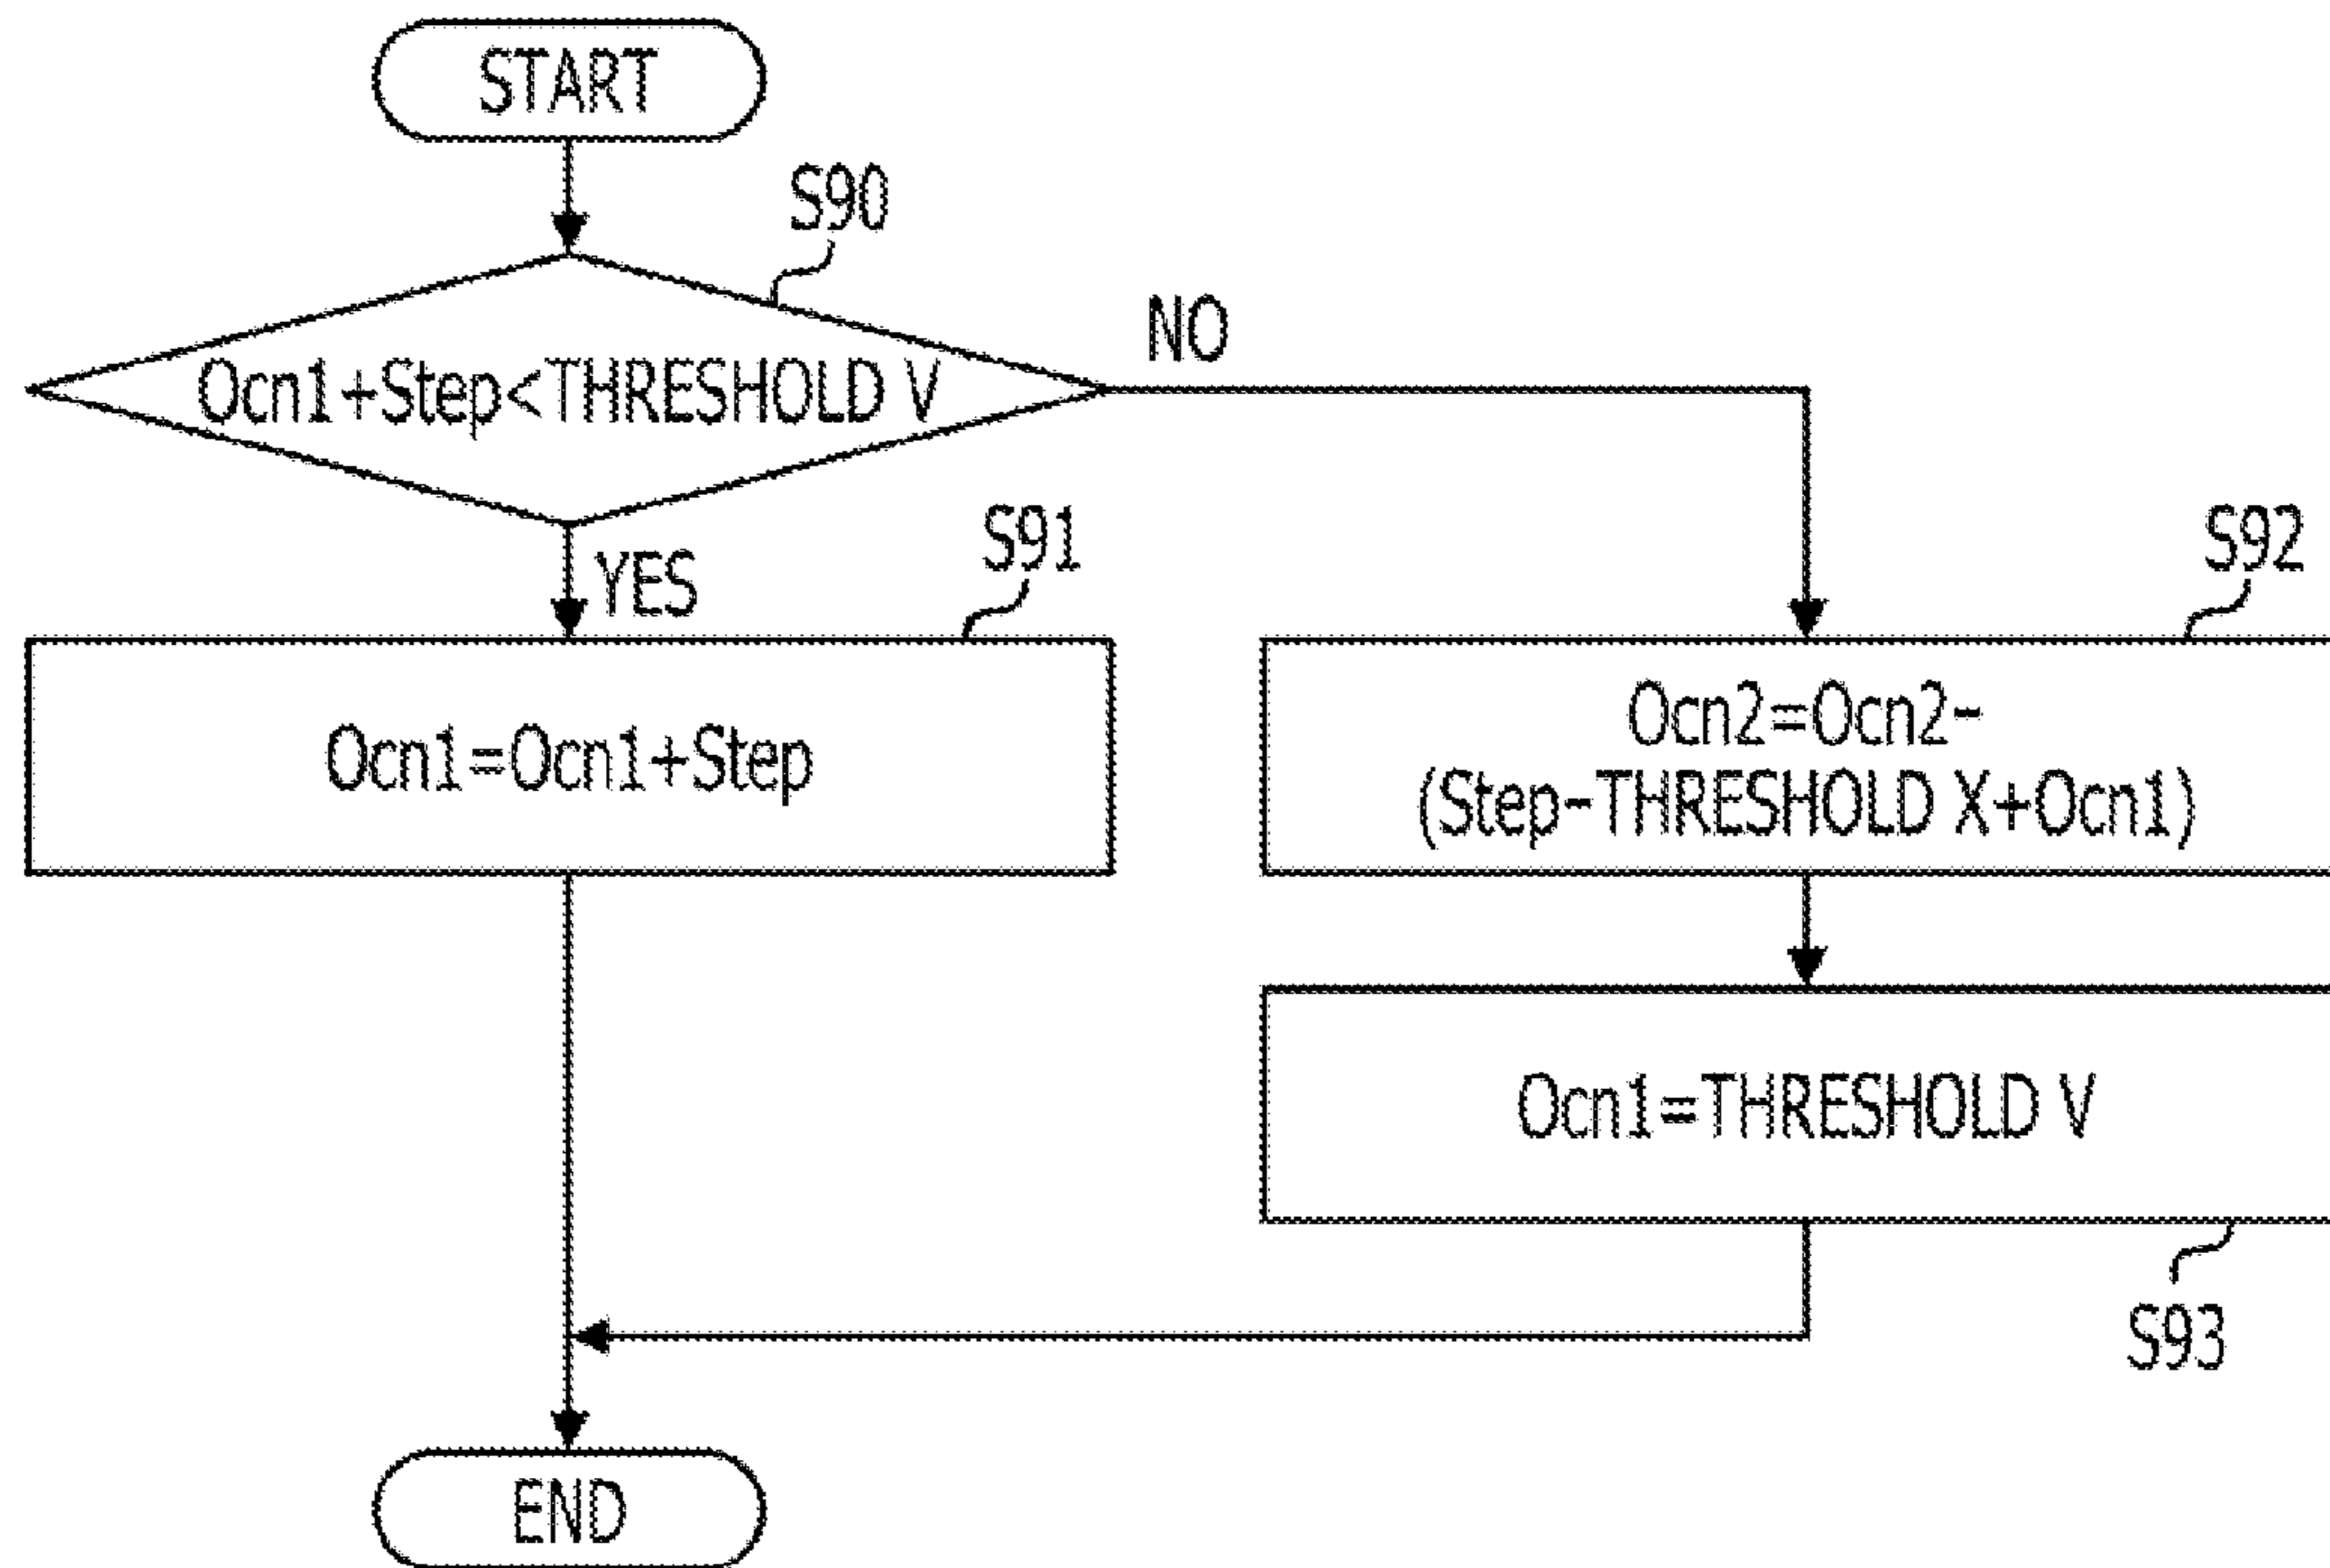 START
S90
Ocn1+Step<THRESHOLD V
NO
YES
S91
Ocn1=Ocn1+Step
S92
Ocn2=Ocn2-
(Step-THRESHOLD X+Ocn1)
Ocn1=THRESHOLD V
S93
END